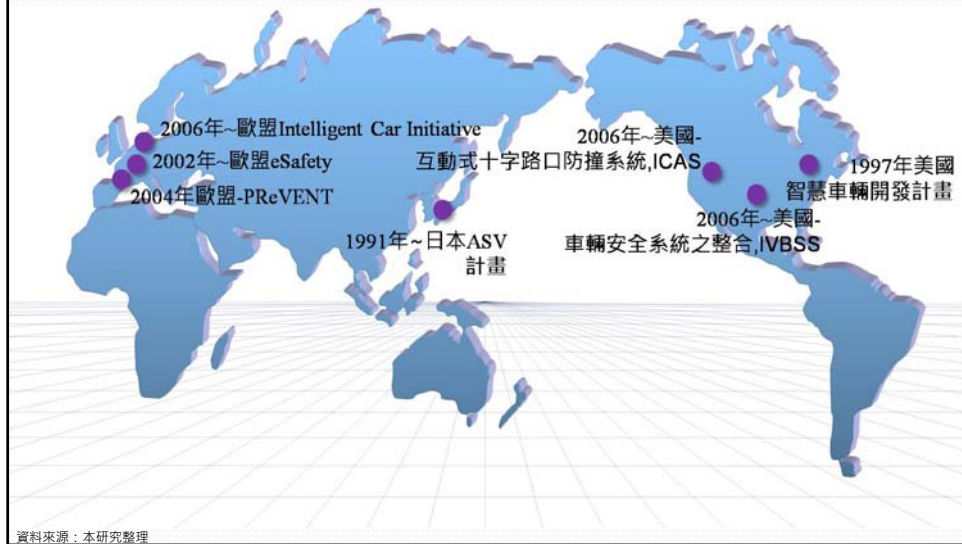 2006年~歐盟Intelligent Car Initiative
2002年~歐盟eSafety
2004年歐盟-PReVENT
1991年~日本ASV
計畫
2006年~美國-
互動式十字路口防撞系統,ICAS
1997年美國
智慧車輛開發計畫
2006年~美國-
車輛安全系統之整合,IVBSS
資料來源：本研究整理